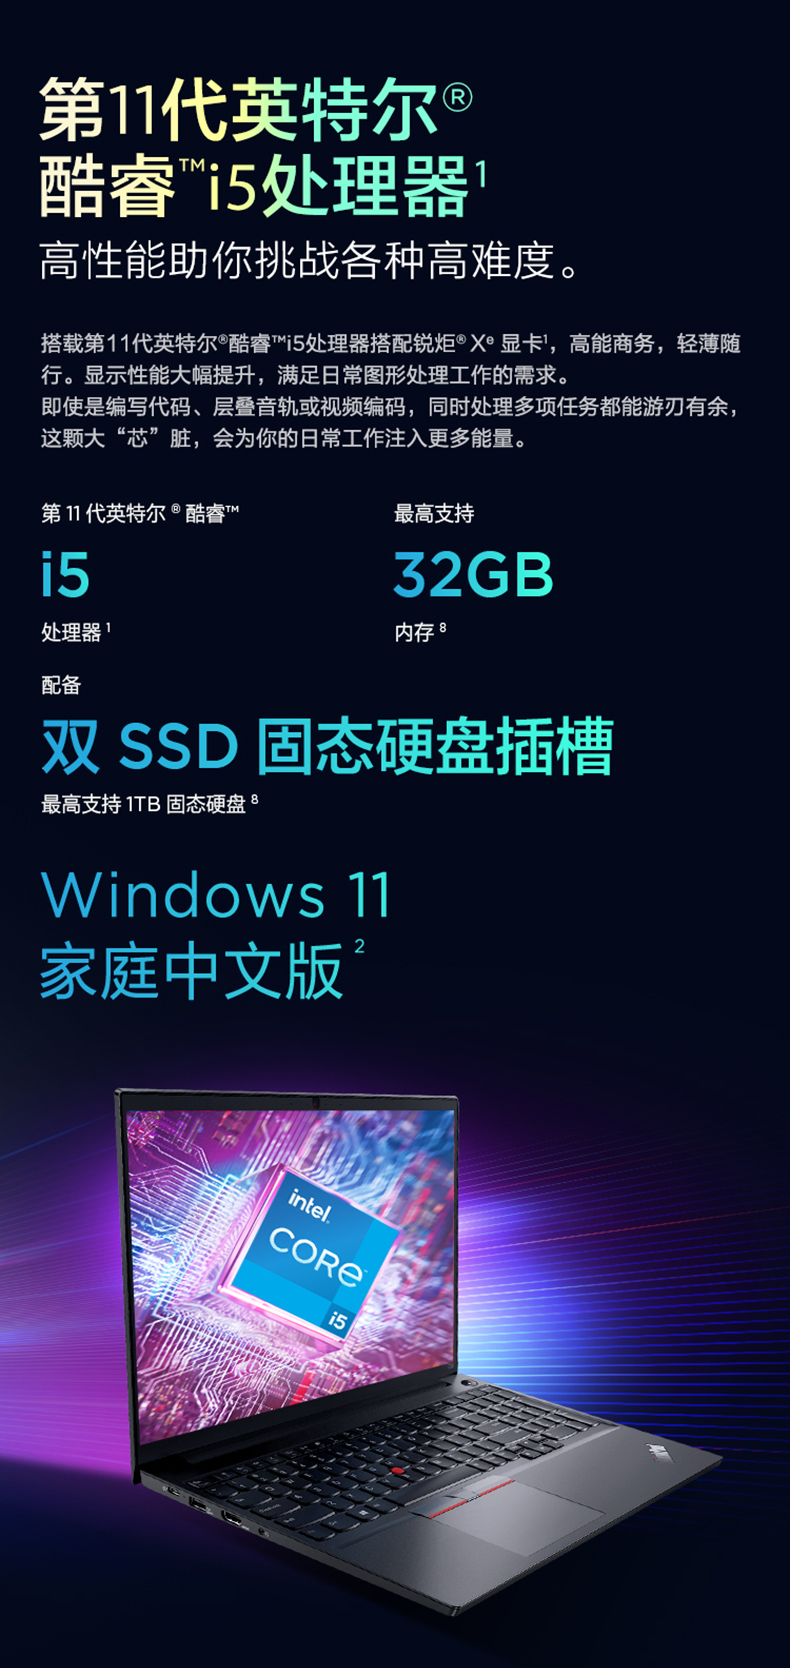 第11代英特尔®
酷睿™i5处理器¹
高性能助你挑战各种高难度。
搭载第11代英特尔®酷睿™i5处理器搭配锐炬® Xᵉ 显卡¹，高能商务，轻薄随
行。显示性能大幅提升，满足日常图形处理工作的需求。
即使是编写代码、层叠音轨或视频编码，同时处理多项任务都能游刃有余，
这颗大“芯”脏，会为你的日常工作注入更多能量。
第 11 代英特尔 ® 酷睿™
i5
处理器 ¹
最高支持
32GB
内存 ⁸
配备
双 SSD 固态硬盘插槽
最高支持 1TB 固态硬盘 ⁸
Windows 11
家庭中文版 ²
intel.
CORe™
i5